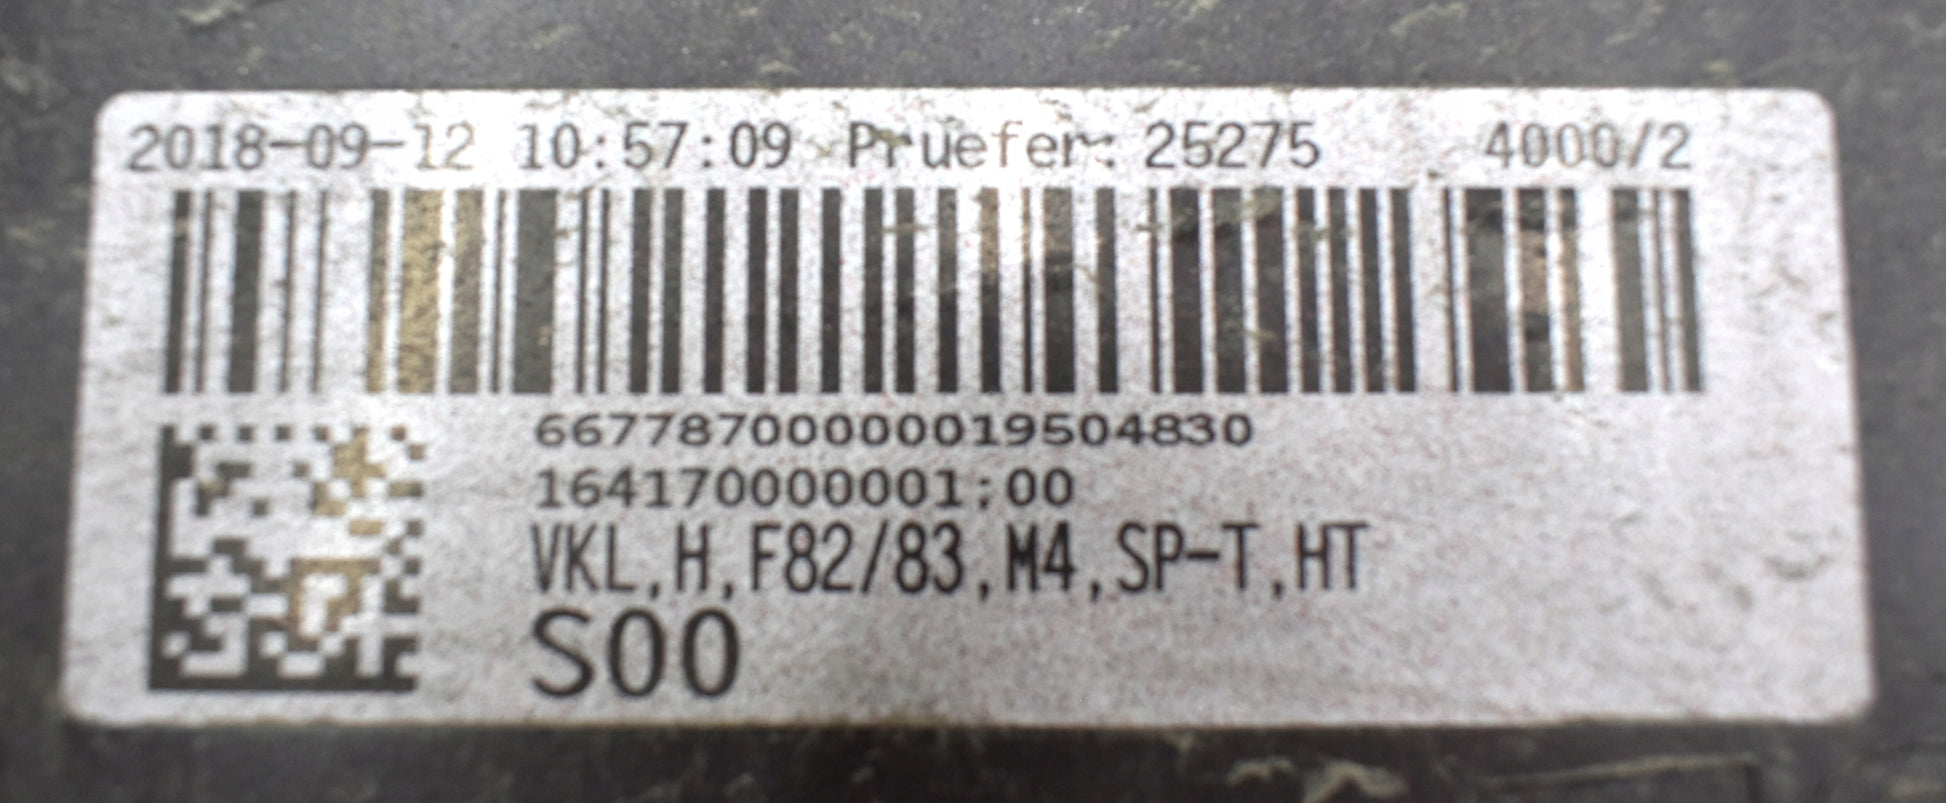 2018-09-12 10:57:09 Pruefer: 25275 4000/2
667787000000019504830
164170000001;00
VKL,H,F82/83,M4,SP-T,HT
S00